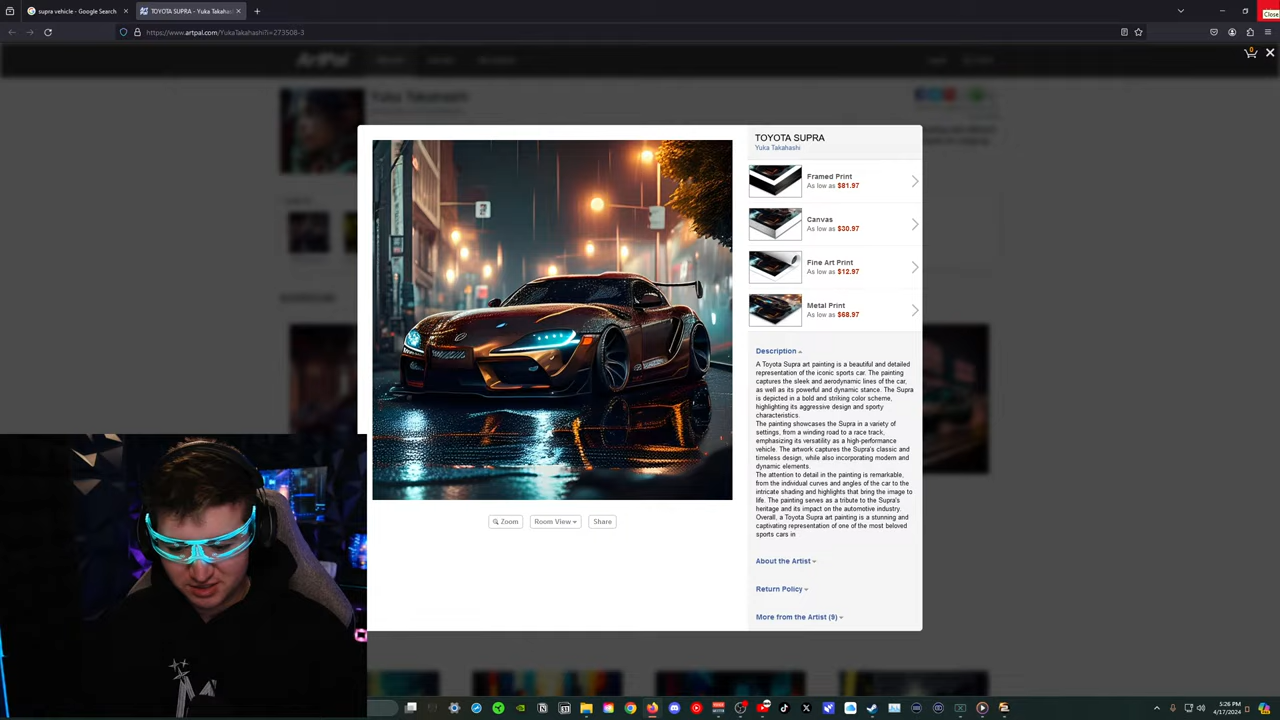 supra vehicle - Google Search
TOYOTA SUPRA - Yuka Takahas
Close
https://www.artpal.com/YukaTakahashi?i=273508-3
ArtPal
0
Yuka Takahashi
TOYOTA SUPRA
Yuka Takahashi
Framed Print
As low as $81.97
Canvas
As low as $30.97
Fine Art Print
As low as $12.97
Metal Print
As low as $68.97
Description
A Toyota Supra art painting is a beautiful and detailed
representation of the iconic sports car. The painting
captures the sleek and aerodynamic lines of the car,
as well as its powerful and dynamic stance. The Supra
is depicted in a bold and striking color scheme,
highlighting its aggressive design and sporty
characteristics.
The painting showcases the Supra in a variety of
settings, from a winding road to a race track,
emphasizing its versatility as a high-performance
vehicle. The artwork captures the Supra's classic and
timeless design, while also incorporating modern and
dynamic elements.
The attention to detail in the painting is remarkable,
from the individual curves and angles of the car to the
intricate shading and highlights that bring the image to
life. The painting serves as a tribute to the Supra's
heritage and its impact on the automotive industry.
Overall, a Toyota Supra art painting is a stunning and
captivating representation of one of the most beloved
sports cars in
Zoom
Room View
Share
About the Artist
Return Policy
More from the Artist (9)
5:26 PM
4/17/2024